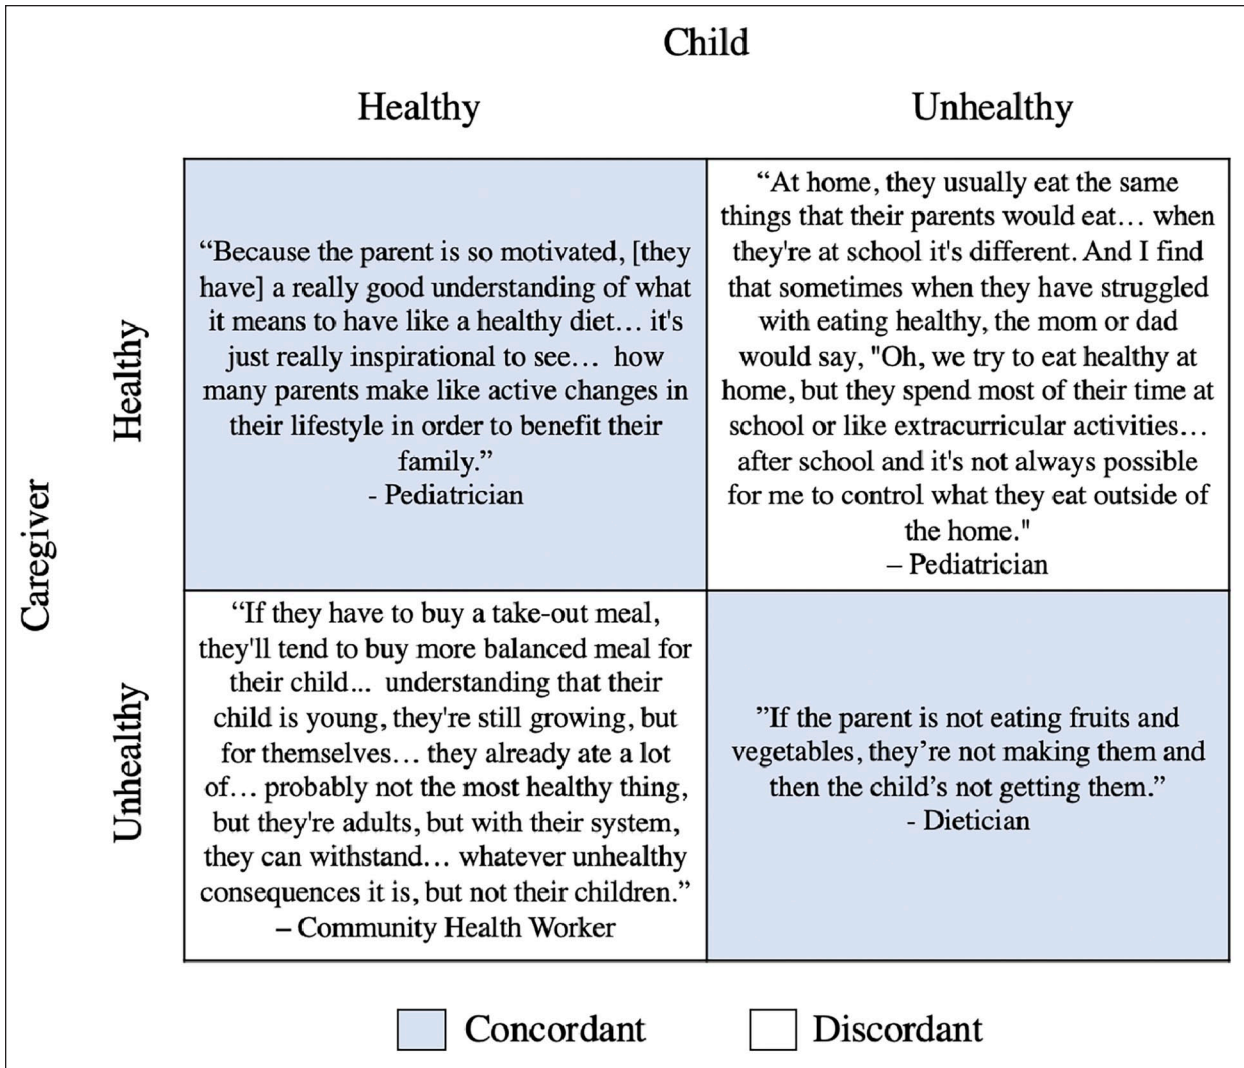 Child
Healthy
Unhealthy
Caregiver
Healthy
“Because the parent is so motivated, [they
have] a really good understanding of what
it means to have like a healthy diet… it's
just really inspirational to see… how
many parents make like active changes in
their lifestyle in order to benefit their
family.”
- Pediatrician
“At home, they usually eat the same
things that their parents would eat… when
they're at school it's different. And I find
that sometimes when they have struggled
with eating healthy, the mom or dad
would say, "Oh, we try to eat healthy at
home, but they spend most of their time at
school or like extracurricular activities…
after school and it's not always possible
for me to control what they eat outside of
the home."
– Pediatrician
Unhealthy
“If they have to buy a take-out meal,
they'll tend to buy more balanced meal for
their child... understanding that their
child is young, they're still growing, but
for themselves… they already ate a lot
of… probably not the most healthy thing,
but they're adults, but with their system,
they can withstand… whatever unhealthy
consequences it is, but not their children.”
– Community Health Worker
”If the parent is not eating fruits and
vegetables, they’re not making them and
then the child’s not getting them.”
- Dietician
Concordant
Discordant